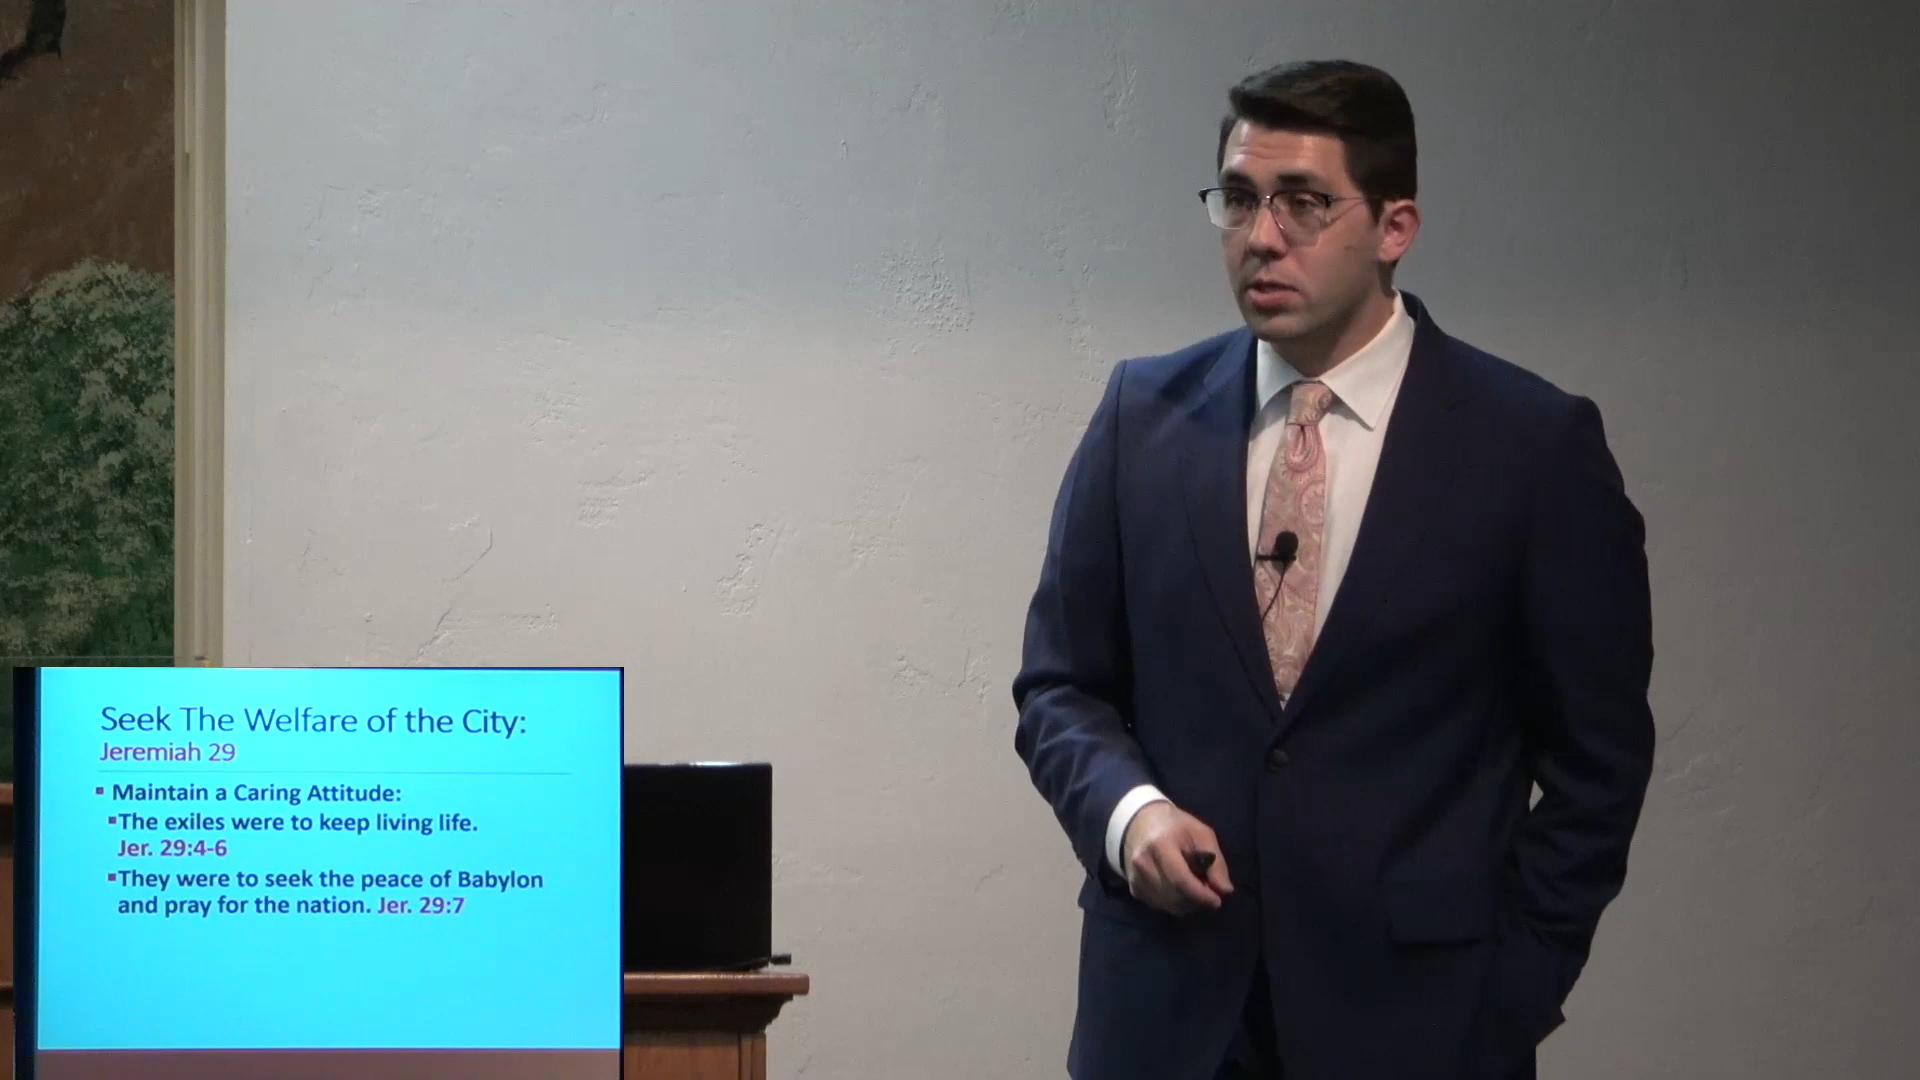 Seek The Welfare of the City:
Jeremiah 29
Maintain a Caring Attitude:
The exiles were to keep living life.
Jer. 29:4-6
They were to seek the peace of Babylon
and pray for the nation. Jer. 29:7